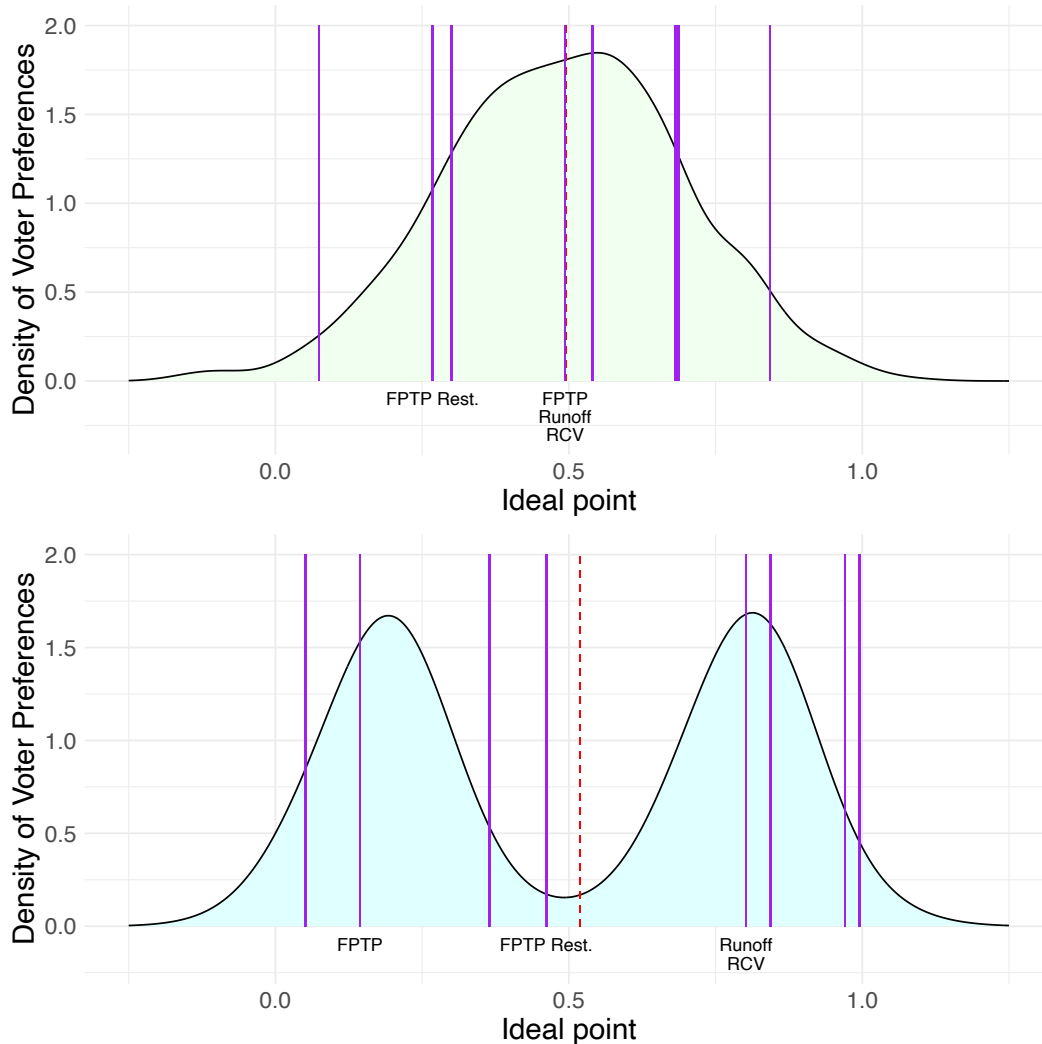 Density of Voter Preferences
2.0
1.5
1.0
0.5
0.0
FPTP Rest.
FPTP
Runoff
RCV
0.0
0.5
1.0
Ideal point
Density of Voter Preferences
2.0
1.5
1.0
0.5
0.0
FPTP
FPTP Rest.
Runoff
RCV
0.0
0.5
1.0
Ideal point